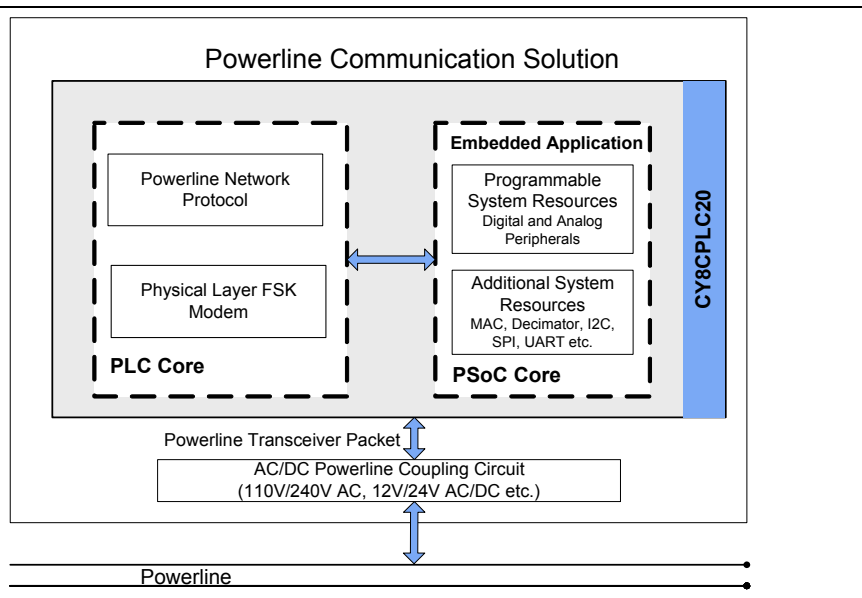 Powerline Communication Solution
Powerline Network
Protocol
Physical Layer FSK
Modem
PLC Core
Embedded Application
Programmable
System Resources
Digital and Analog
Peripherals
Additional System
Resources
MAC, Decimator, I2C,
SPI, UART etc.
PSoC Core
CY8CPLC20
Powerline Transceiver Packet
AC/DC Powerline Coupling Circuit
(110V/240V AC, 12V/24V AC/DC etc.)
Powerline